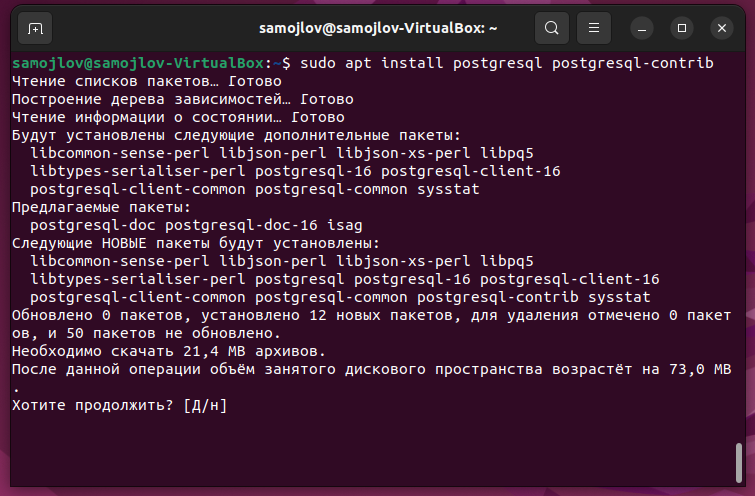 samojlov@samojlov-VirtualBox: ~
samojlov@samojlov-VirtualBox:~$ sudo apt install postgresql postgresql-contrib
Чтение списков пакетов… Готово
Построение дерева зависимостей… Готово
Чтение информации о состоянии… Готово
Будут установлены следующие дополнительные пакеты:
libcommon-sense-perl libjson-perl libjson-xs-perl libpq5
libtypes-serialiser-perl postgresql-16 postgresql-client-16
postgresql-client-common postgresql-common sysstat
Предлагаемые пакеты:
postgresql-doc postgresql-doc-16 isag
Следующие НОВЫЕ пакеты будут установлены:
libcommon-sense-perl libjson-perl libjson-xs-perl libpq5
libtypes-serialiser-perl postgresql postgresql-16 postgresql-client-16
postgresql-client-common postgresql-common postgresql-contrib sysstat
Обновлено 0 пакетов, установлено 12 новых пакетов, для удаления отмечено 0 пакет
ов, и 50 пакетов не обновлено.
Необходимо скачать 21,4 MB архивов.
После данной операции объём занятого дискового пространства возрастёт на 73,0 MB
.
Хотите продолжить? [Д/н]